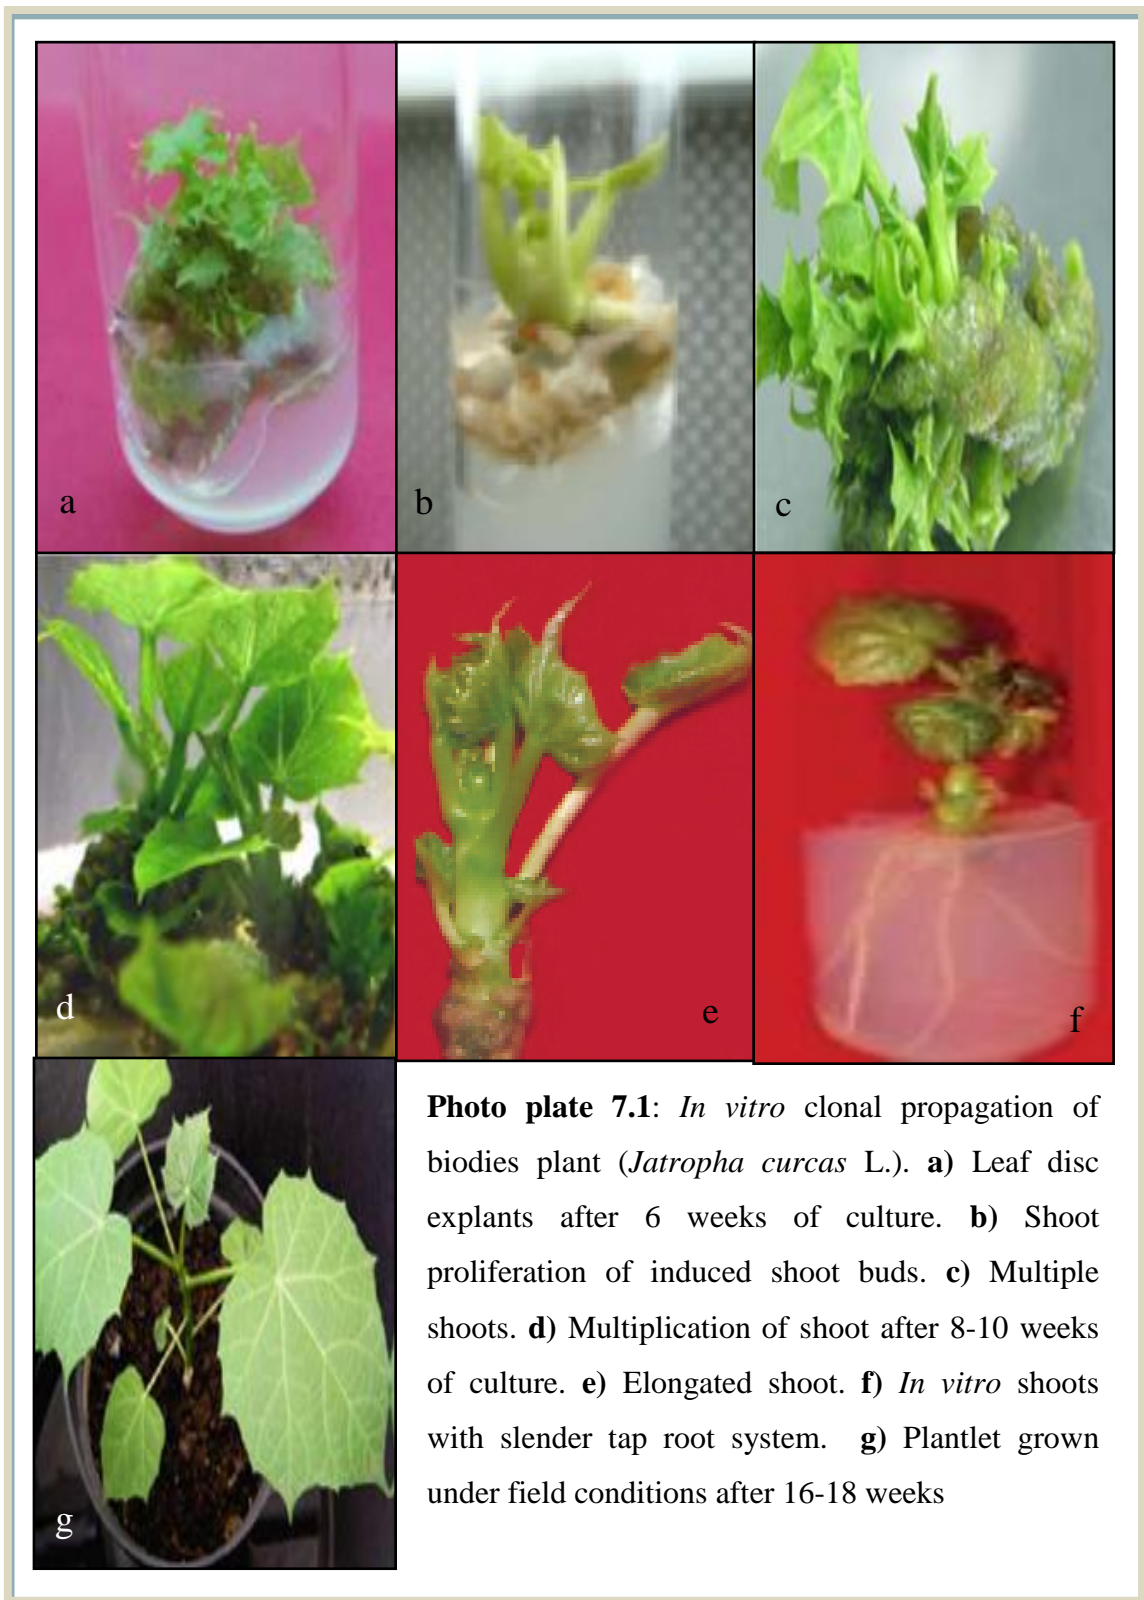 a
b
c
d
e
f
g
Photo plate 7.1: In vitro clonal propagation of
biodies plant (Jatropha curcas L.). a) Leaf disc
explants after 6 weeks of culture. b) Shoot
proliferation of induced shoot buds. c) Multiple
shoots. d) Multiplication of shoot after 8-10 weeks
of culture. e) Elongated shoot. f) In vitro shoots
with slender tap root system. g) Plantlet grown
under field conditions after 16-18 weeks